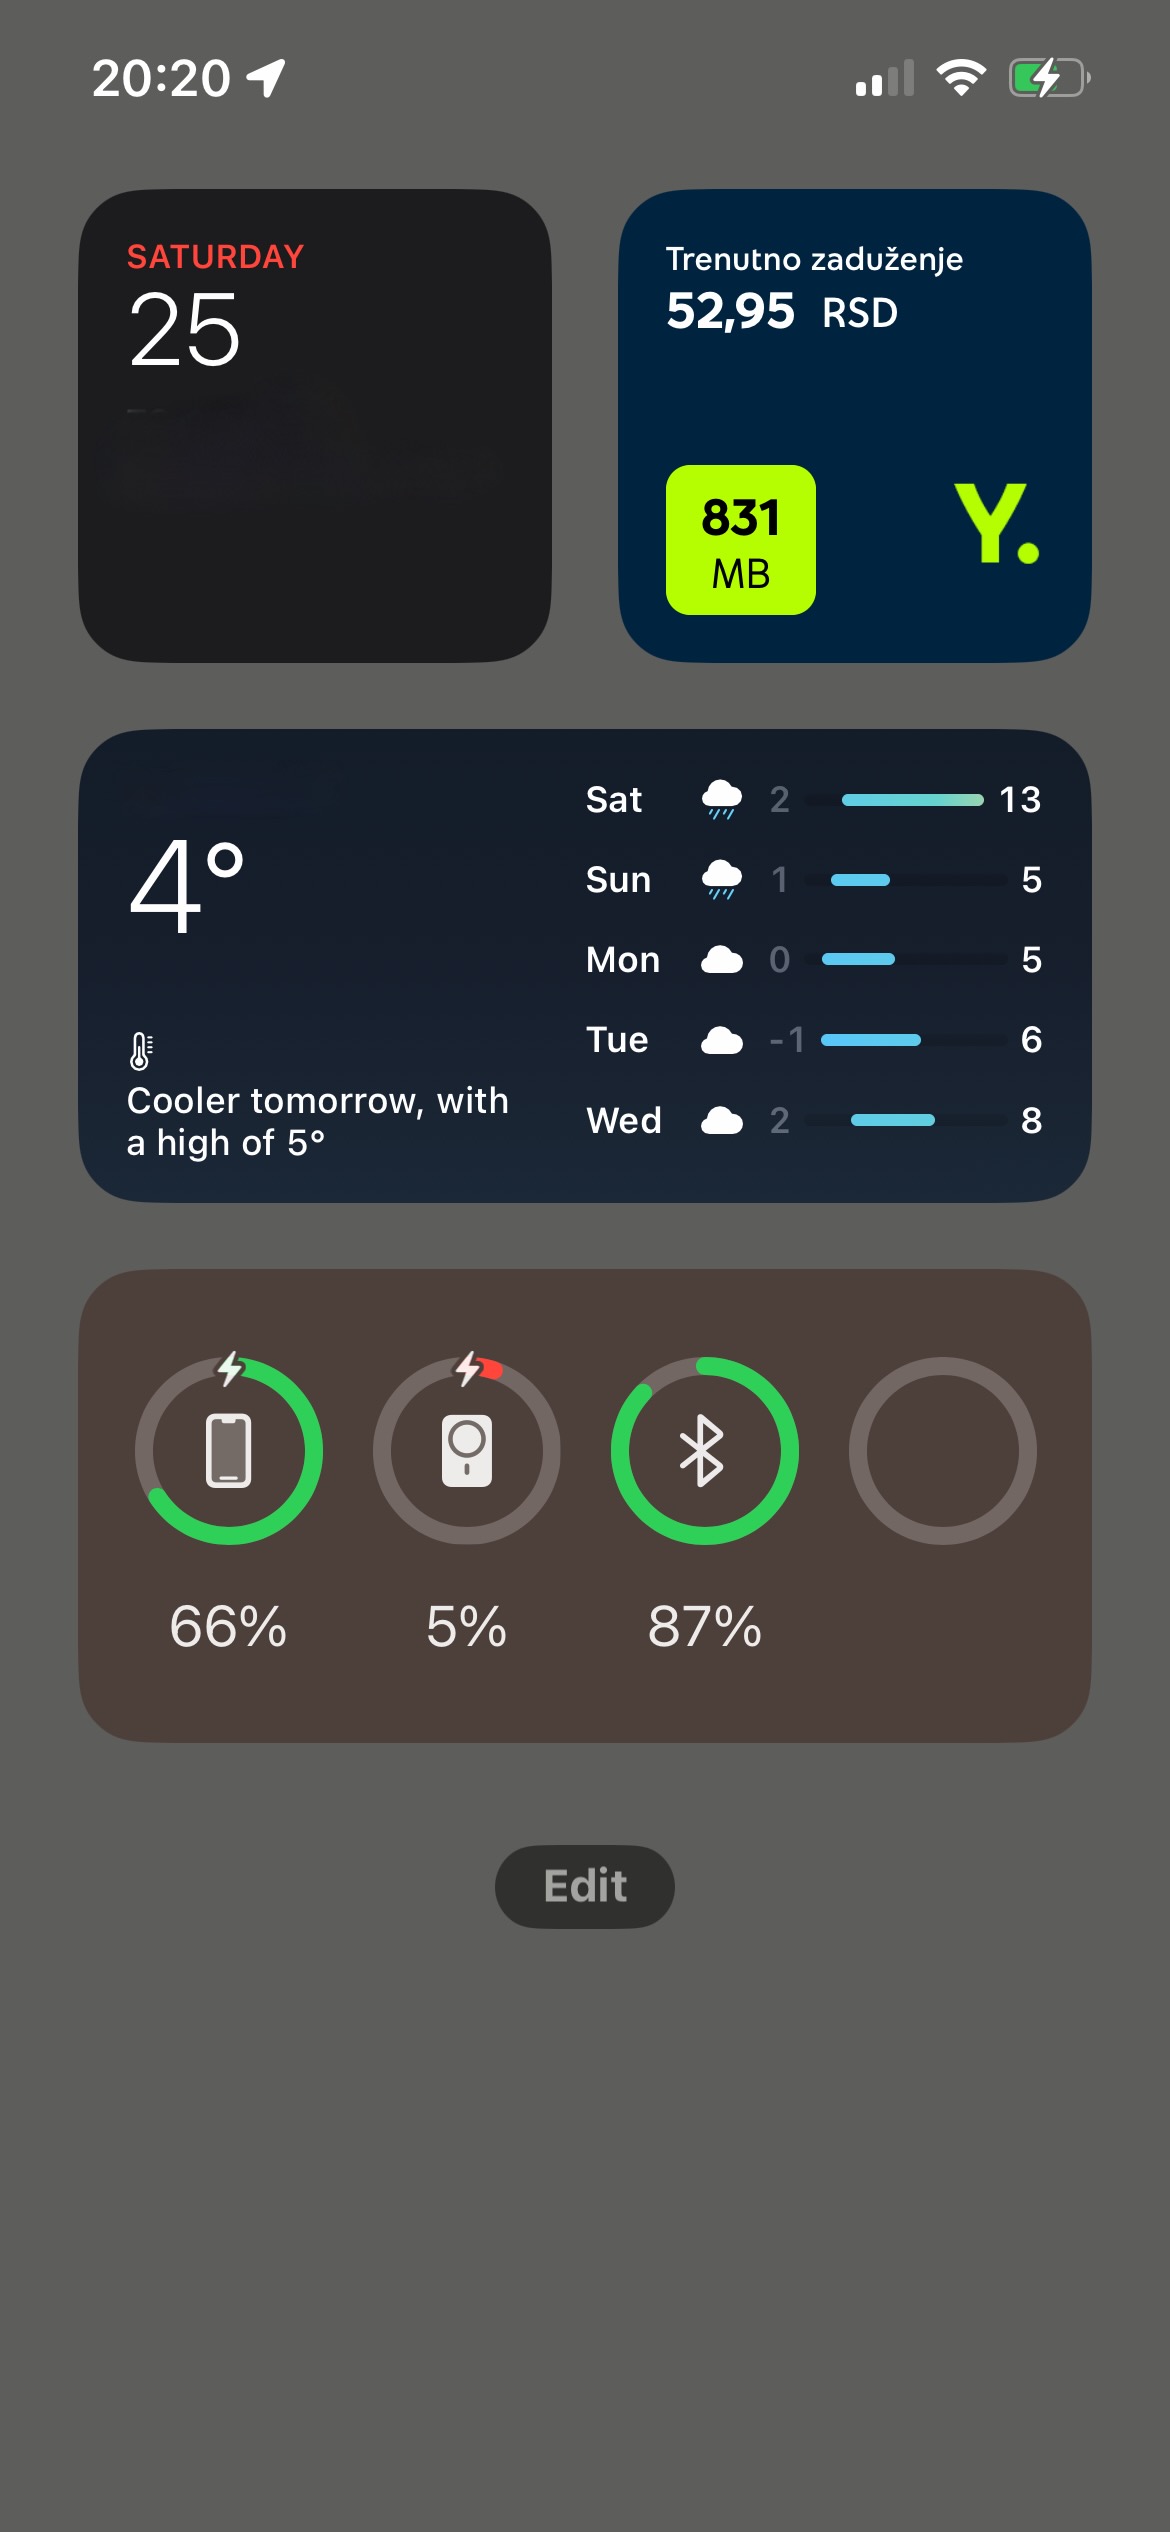 20:20
SATURDAY
25
Trenutno zaduženje
52,95 RSD
831
MB
Y.
4°
Cooler tomorrow, with
a high of 5°
Sat 2 13
Sun 1 5
Mon 0 5
Tue -1 6
Wed 2 8
66% 5% 87%
Edit